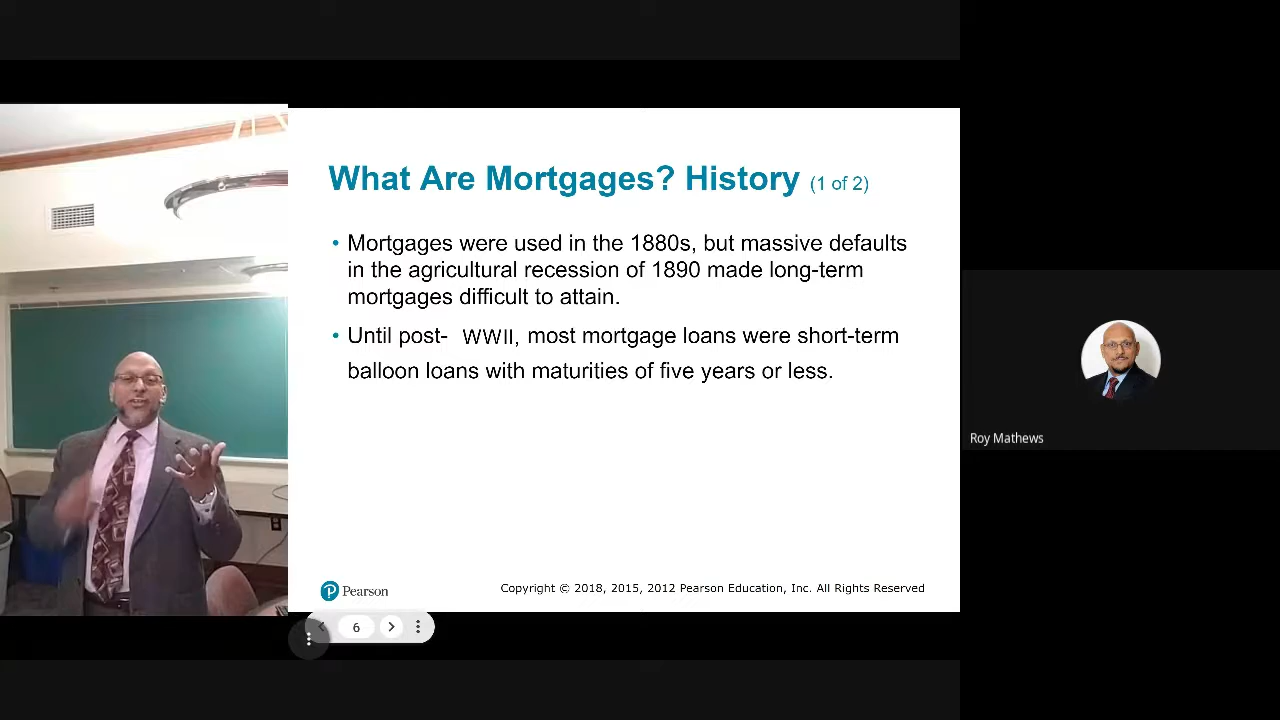 What Are Mortgages? History (1 of 2)
• Mortgages were used in the 1880s, but massive defaults
in the agricultural recession of 1890 made long-term
mortgages difficult to attain.
• Until post- WWII, most mortgage loans were short-term
balloon loans with maturities of five years or less.
Pearson
Copyright © 2018, 2015, 2012 Pearson Education, Inc. All Rights Reserved
6
Roy Mathews